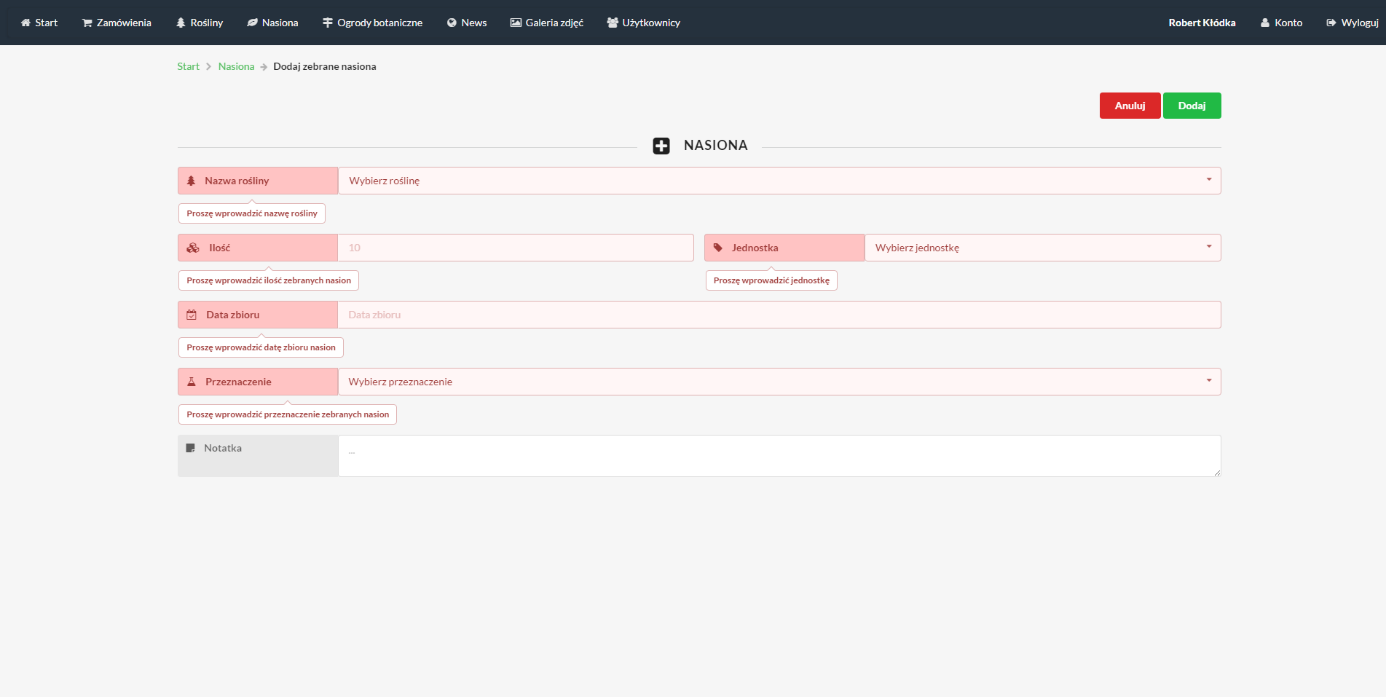 Start Zamówienia Rośliny Nasiona Ogrody botaniczne News Galeria zdjęć Użytkownicy Robert Kłódka Konto Wyloguj
Start Nasiona Dodaj zebrane nasiona
Anuluj Dodaj
NASIONA
Nazwa rośliny Wybierz roślinę
Proszę wprowadzić nazwę rośliny
Ilość 10 Jednostka Wybierz jednostkę
Proszę wprowadzić ilość zebranych nasion Proszę wprowadzić jednostkę
Data zbioru Data zbioru
Proszę wprowadzić datę zbioru nasion
Przeznaczenie Wybierz przeznaczenie
Proszę wprowadzić przeznaczenie zebranych nasion
Notatka ...